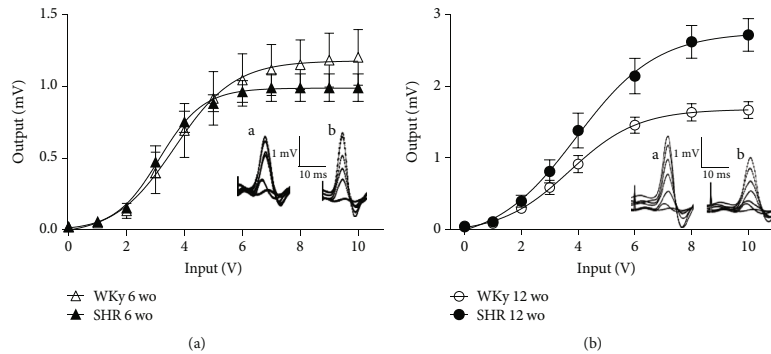 1.5
1.0
0.5
0.0
Output (mV)
a
b
1 mV
10 ms
0
2
4
6
8
10
Input (V)
WKy 6 wo
SHR 6 wo
(a)
3
2
1
0
Output (mV)
a
b
1 mV
10 ms
0
2
4
6
8
10
Input (V)
WKy 12 wo
SHR 12 wo
(b)